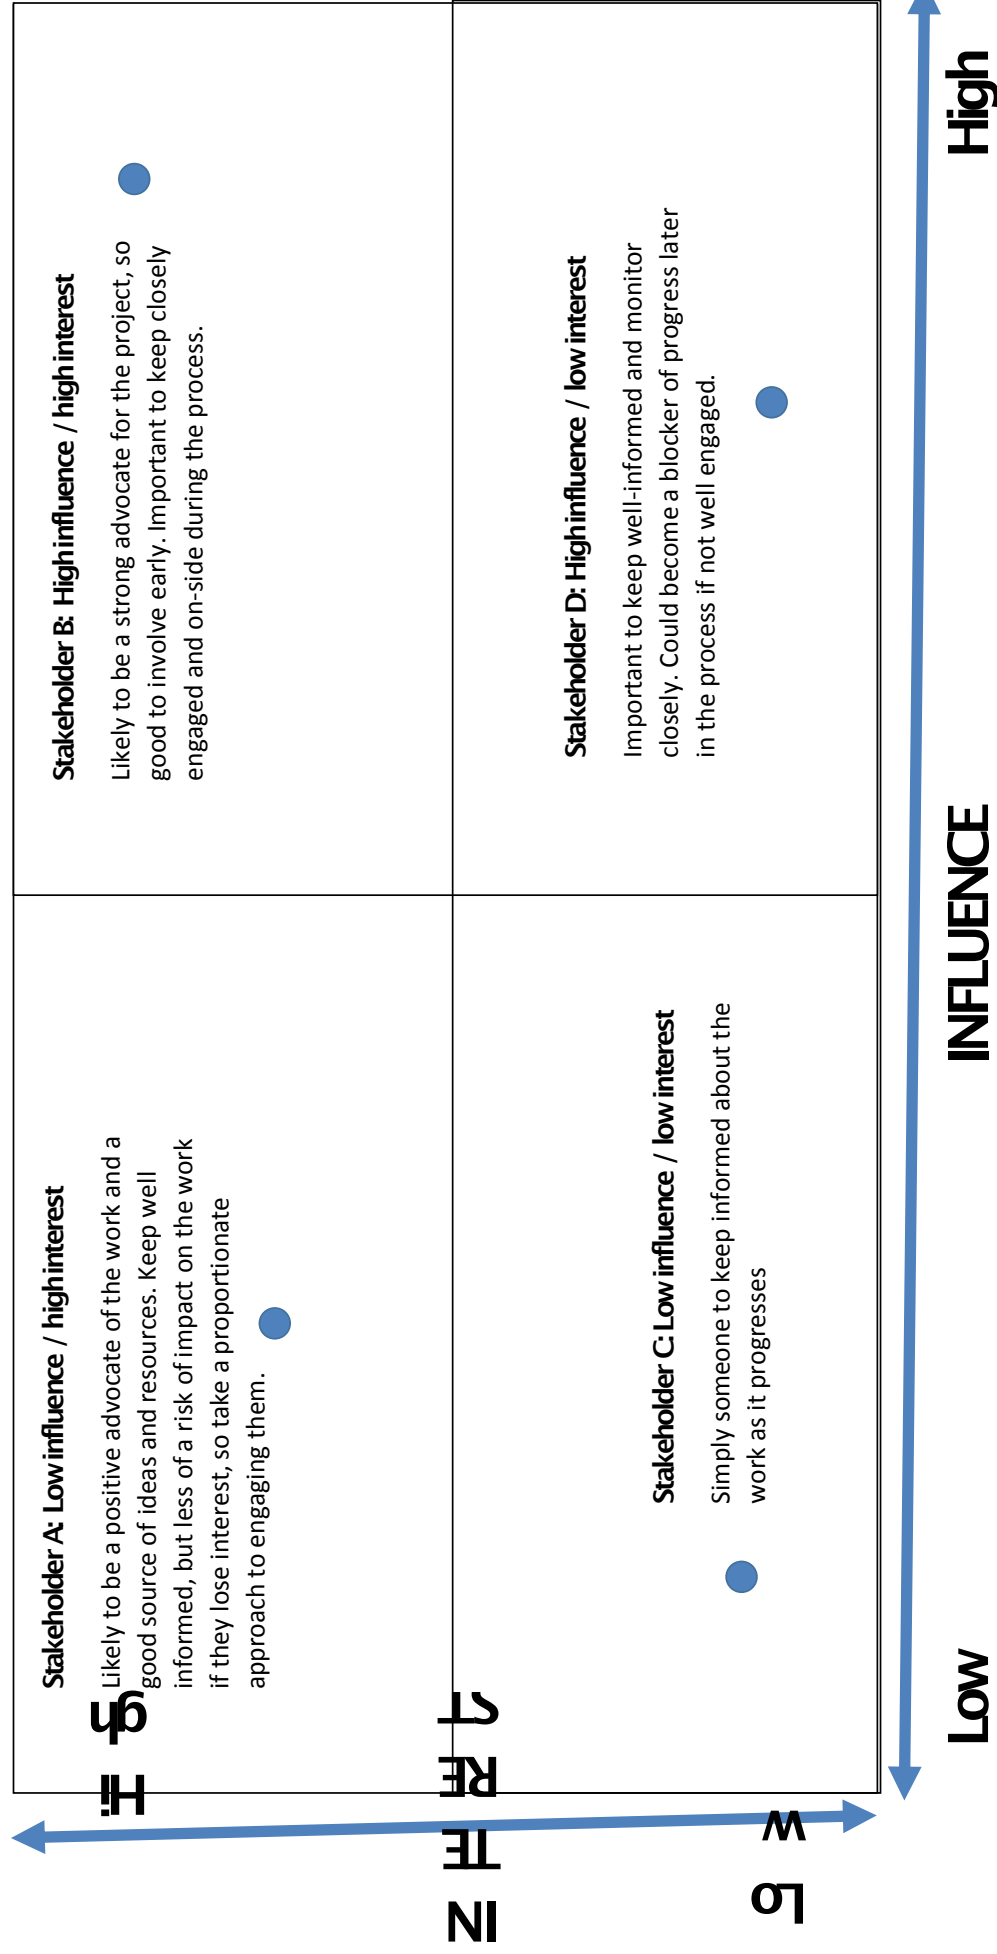 Stakeholder A: Low influence / high interest
Likely to be a positive advocate of the work and a
good source of ideas and resources. Keep well
informed, but less of a risk of impact on the work
if they lose interest, so take a proportionate
approach to engaging them.
Stakeholder B: High influence / high interest
Likely to be a strong advocate for the project, so
good to involve early. Important to keep closely
engaged and on-side during the process.
Stakeholder C: Low influence / low interest
Simply someone to keep informed about the
work as it progresses
Stakeholder D: High influence / low interest
Important to keep well-informed and monitor
closely. Could become a blocker of progress later
in the process if not well engaged.
Hi
gh
IN
TE
RE
ST
Lo
w
Low
INFLUENCE
High